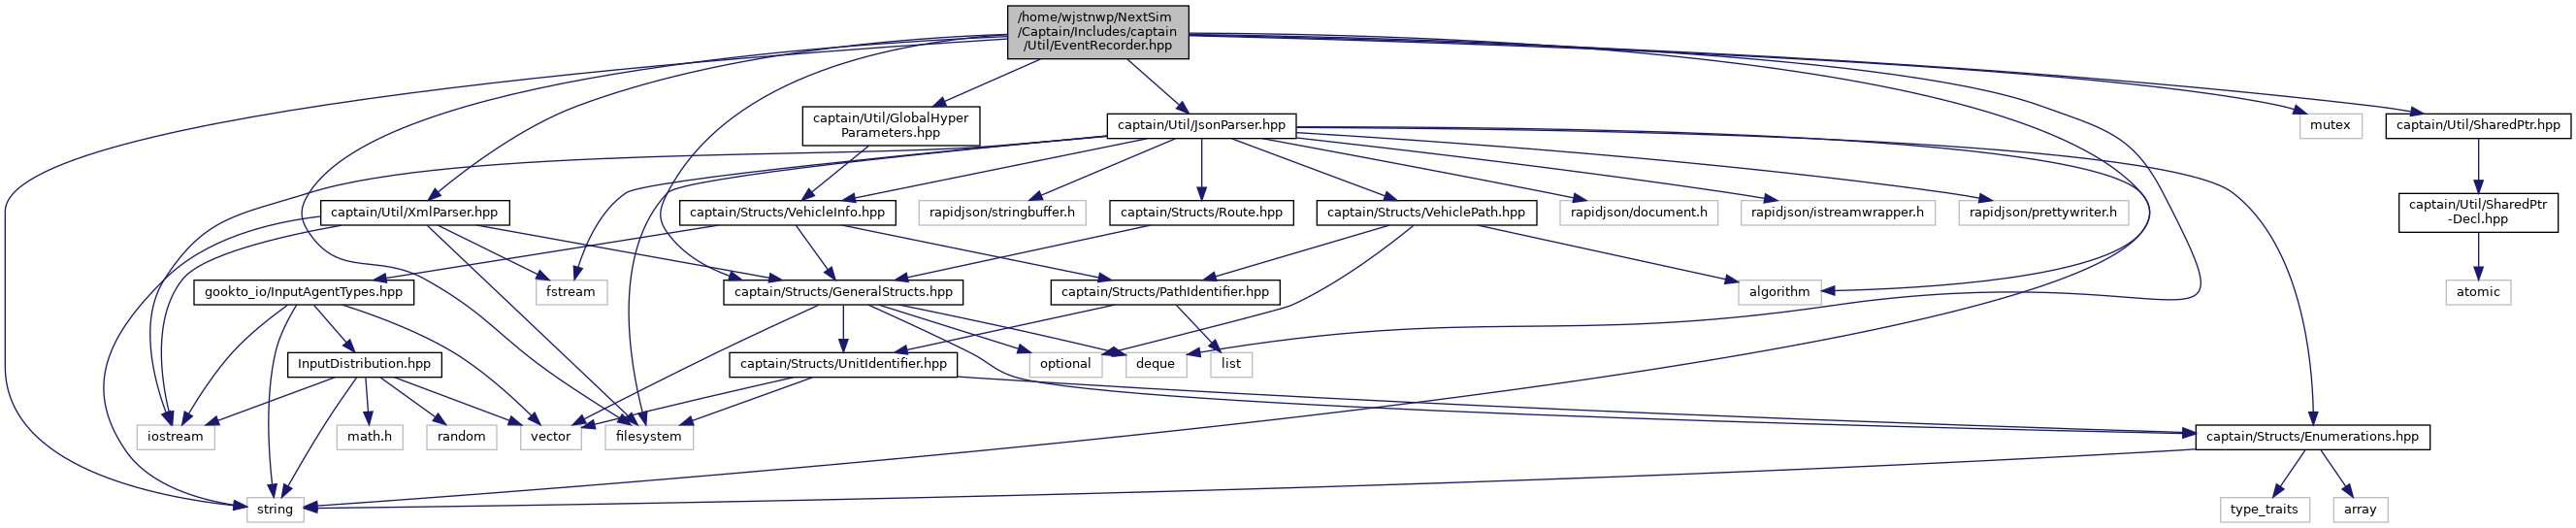 /home/wjstnwp/NextSim
/Captain/Includes/captain
/Util/EventRecorder.hpp
captain/Util/GlobalHyper
Parameters.hpp
captain/Util/JsonParser.hpp
mutex
captain/Util/SharedPtr.hpp
captain/Util/XmlParser.hpp
captain/Structs/VehicleInfo.hpp
rapidjson/stringbuffer.h
captain/Structs/Route.hpp
captain/Structs/VehiclePath.hpp
rapidjson/document.h
rapidjson/istreamwrapper.h
rapidjson/prettywriter.h
captain/Util/SharedPtr
-Decl.hpp
gookto_io/InputAgentTypes.hpp
fstream
captain/Structs/GeneralStructs.hpp
captain/Structs/PathIdentifier.hpp
algorithm
atomic
InputDistribution.hpp
captain/Structs/UnitIdentifier.hpp
optional
deque
list
iostream
math.h
random
vector
filesystem
captain/Structs/Enumerations.hpp
string
type_traits
array